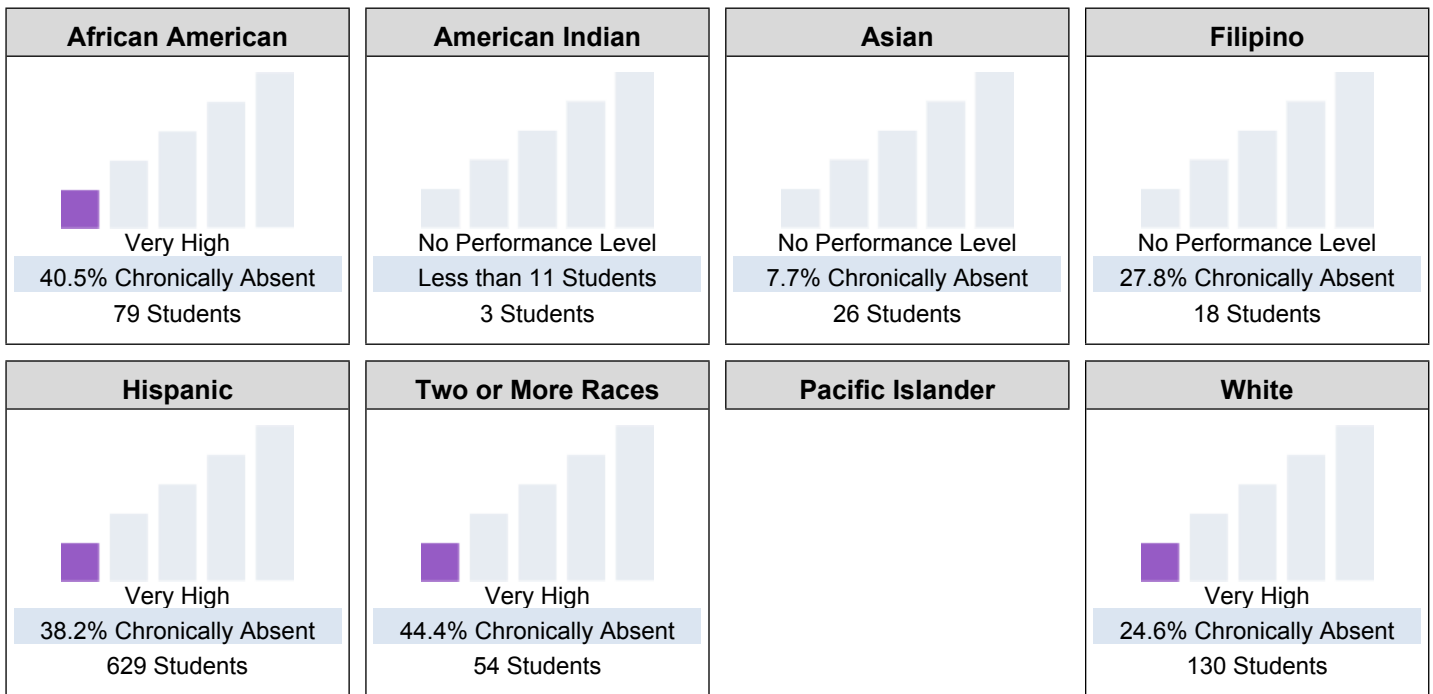 African American
Very High
40.5% Chronically Absent
79 Students
American Indian
No Performance Level
Less than 11 Students
3 Students
Asian
No Performance Level
7.7% Chronically Absent
26 Students
Filipino
No Performance Level
27.8% Chronically Absent
18 Students
Hispanic
Very High
38.2% Chronically Absent
629 Students
Two or More Races
Very High
44.4% Chronically Absent
54 Students
Pacific Islander
White
Very High
24.6% Chronically Absent
130 Students